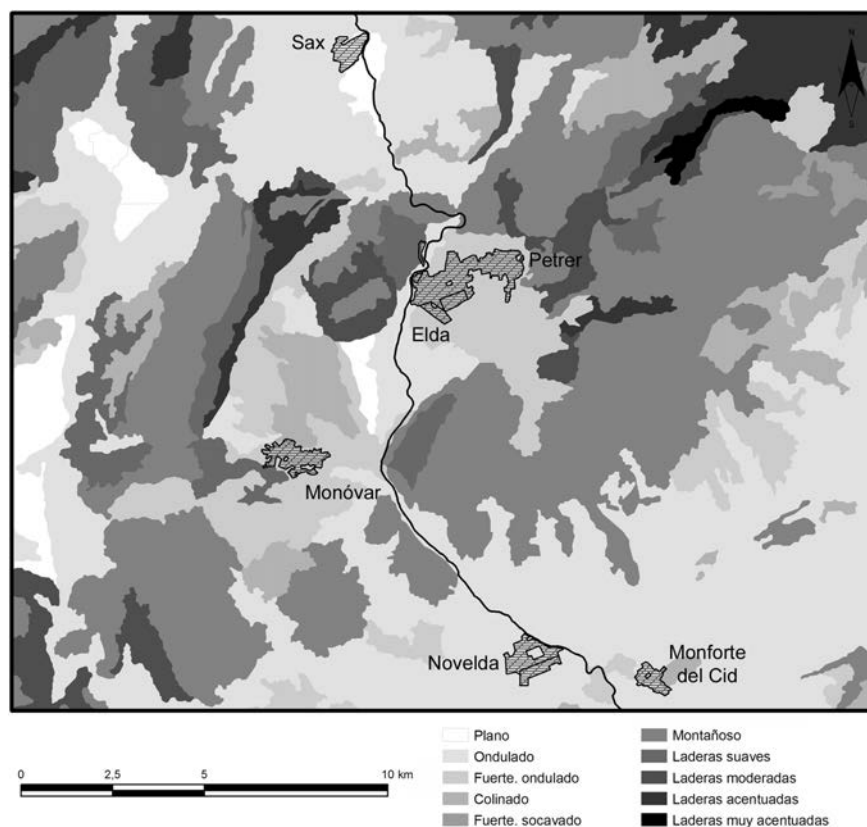 N
S
Sax
Petrer
Elda
Monóvar
Novelda
Monforte
del Cid
0 2,5 5 10 km
Plano
Ondulado
Fuerte. ondulado
Colinado
Fuerte. socavado
Montañoso
Laderas suaves
Laderas moderadas
Laderas acentuadas
Laderas muy acentuadas